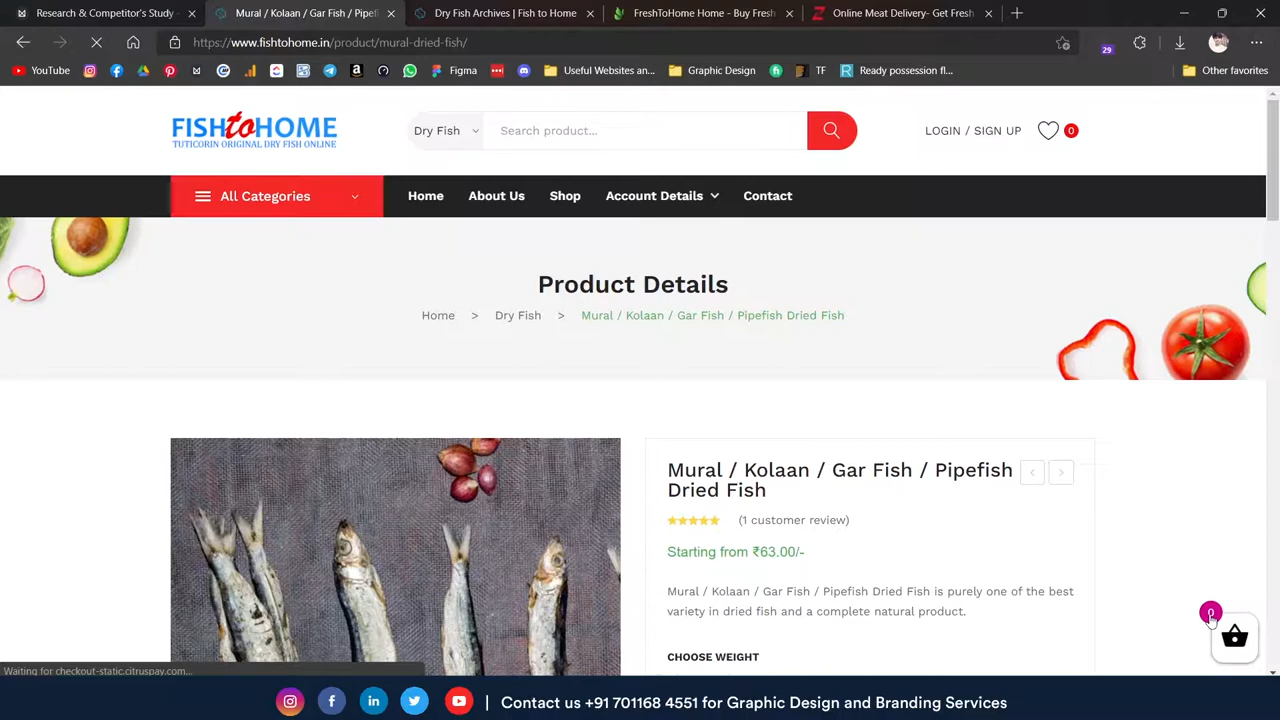 Research & Competitor's Study -
Mural / Kolaan / Gar Fish / Pipef
Dry Fish Archives | Fish to Home
FreshToHome Home - Buy Fresh
Online Meat Delivery- Get Fresh
https://www.fishtohome.in/product/mural-dried-fish/
29
YouTube
Figma
Useful Websites an...
Graphic Design
TF
Ready possession fl...
Other favorites
FISHtoHOME
TUTICORIN ORIGINAL DRY FISH ONLINE
Dry Fish
Search product...
LOGIN / SIGN UP
0
All Categories
Home
About Us
Shop
Account Details
Contact
Product Details
Home > Dry Fish > Mural / Kolaan / Gar Fish / Pipefish Dried Fish
Mural / Kolaan / Gar Fish / Pipefish
Dried Fish
(1 customer review)
Starting from ₹63.00/-
Mural / Kolaan / Gar Fish / Pipefish Dried Fish is purely one of the best
variety in dried fish and a complete natural product.
CHOOSE WEIGHT
0
Waiting for checkout-static.citruspay.com...
| Contact us +91 701168 4551 for Graphic Design and Branding Services